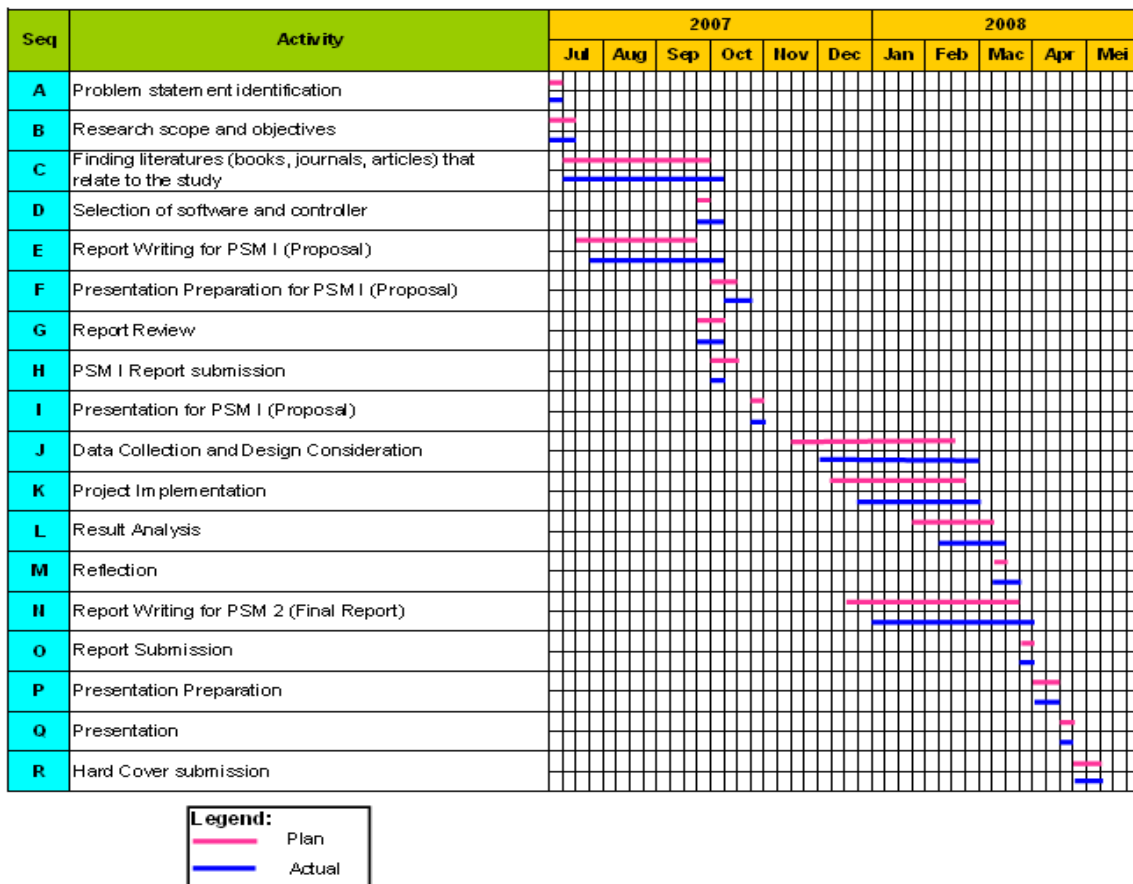 Seq Activity 2007 2008
Jul Aug Sep Oct Nov Dec Jan Feb Mac Apr Mei
A Problem statement identification
B Research scope and objectives
C Finding literatures (books, journals, articles) that
relate to the study
D Selection of software and controller
E Report Writing for PSM I (Proposal)
F Presentation Preparation for PSM I (Proposal)
G Report Review
H PSM I Report submission
I Presentation for PSM I (Proposal)
J Data Collection and Design Consideration
K Project Implementation
L Result Analysis
M Reflection
N Report Writing for PSM 2 (Final Report)
O Report Submission
P Presentation Preparation
Q Presentation
R Hard Cover submission
Legend:
Plan
Actual